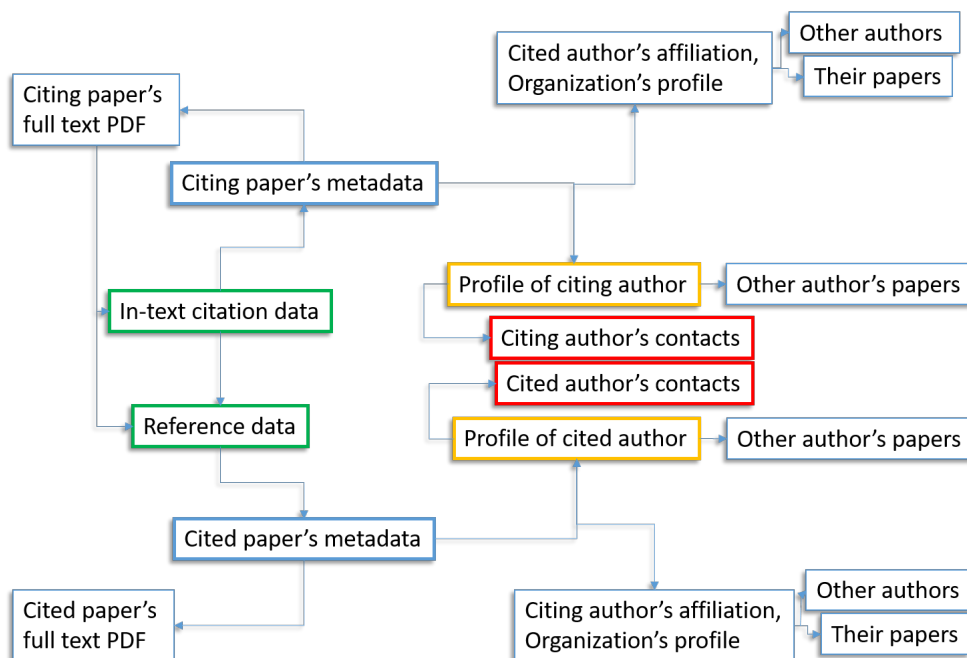 Other authors
Cited author’s affiliation,
Organization’s profile
Their papers
Citing paper’s
full text PDF
Citing paper’s metadata
Profile of citing author
Other author’s papers
In-text citation data
Citing author’s contacts
Cited author’s contacts
Reference data
Profile of cited author
Other author’s papers
Cited paper’s metadata
Cited paper’s
full text PDF
Citing author’s affiliation,
Organization’s profile
Other authors
Their papers